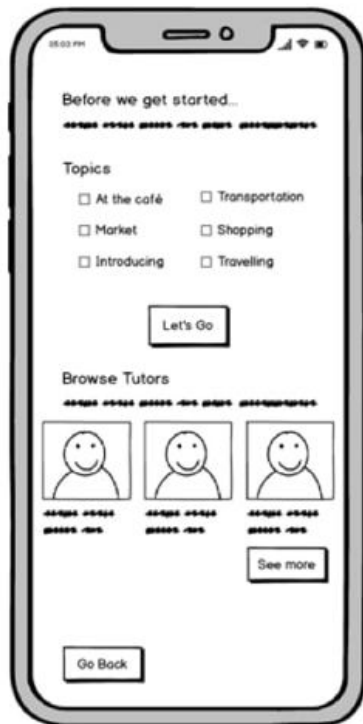 05:03 PM
Before we get started...
Topics
At the café
Transportation
Market
Shopping
Introducing
Travelling
Let's Go
Browse Tutors
See more
Go Back